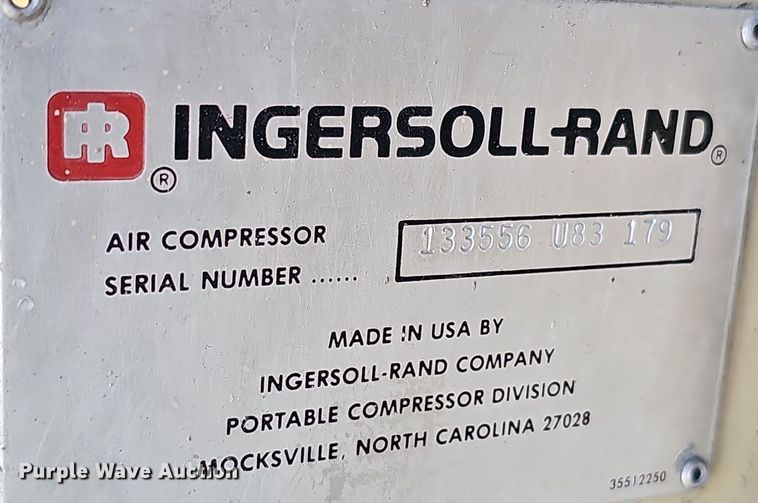 IR ® INGERSOLL-RAND®
AIR COMPRESSOR
SERIAL NUMBER ...... 133556 U83 179
MADE IN USA BY
INGERSOLL-RAND COMPANY
PORTABLE COMPRESSOR DIVISION
MOCKSVILLE, NORTH CAROLINA 27028
35512250
Purple Wave Auction